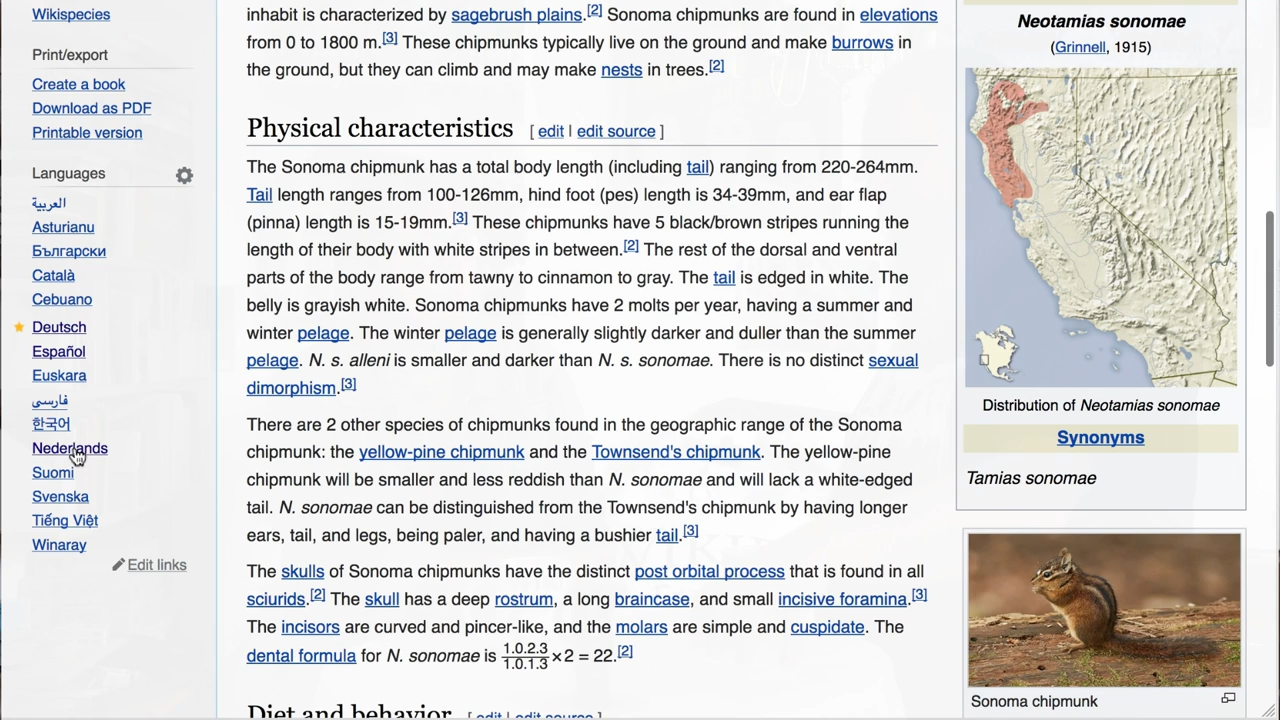 Wikispecies
Print/export
Create a book
Download as PDF
Printable version
Languages
العربية
Asturianu
Български
Català
Cebuano
Deutsch
Español
Euskara
فارسی
한국어
Nederlands
Suomi
Svenska
Tiếng Việt
Winaray
Edit links
inhabit is characterized by sagebrush plains.[2] Sonoma chipmunks are found in elevations
from 0 to 1800 m.[3] These chipmunks typically live on the ground and make burrows in
the ground, but they can climb and may make nests in trees.[2]
Physical characteristics [ edit | edit source ]
The Sonoma chipmunk has a total body length (including tail) ranging from 220-264mm.
Tail length ranges from 100-126mm, hind foot (pes) length is 34-39mm, and ear flap
(pinna) length is 15-19mm.[3] These chipmunks have 5 black/brown stripes running the
length of their body with white stripes in between.[2] The rest of the dorsal and ventral
parts of the body range from tawny to cinnamon to gray. The tail is edged in white. The
belly is grayish white. Sonoma chipmunks have 2 molts per year, having a summer and
winter pelage. The winter pelage is generally slightly darker and duller than the summer
pelage. N. s. alleni is smaller and darker than N. s. sonomae. There is no distinct sexual
dimorphism.[3]
There are 2 other species of chipmunks found in the geographic range of the Sonoma
chipmunk: the yellow-pine chipmunk and the Townsend's chipmunk. The yellow-pine
chipmunk will be smaller and less reddish than N. sonomae and will lack a white-edged
tail. N. sonomae can be distinguished from the Townsend's chipmunk by having longer
ears, tail, and legs, being paler, and having a bushier tail.[3]
The skulls of Sonoma chipmunks have the distinct post orbital process that is found in all
sciurids.[2] The skull has a deep rostrum, a long braincase, and small incisive foramina.[3]
The incisors are curved and pincer-like, and the molars are simple and cuspidate. The
dental formula for N. sonomae is 1.0.2.3/1.0.1.3 × 2 = 22.[2]
Diet and behavior [ edit | edit source ]
Neotamias sonomae
(Grinnell, 1915)
Distribution of Neotamias sonomae
Synonyms
Tamias sonomae
Sonoma chipmunk